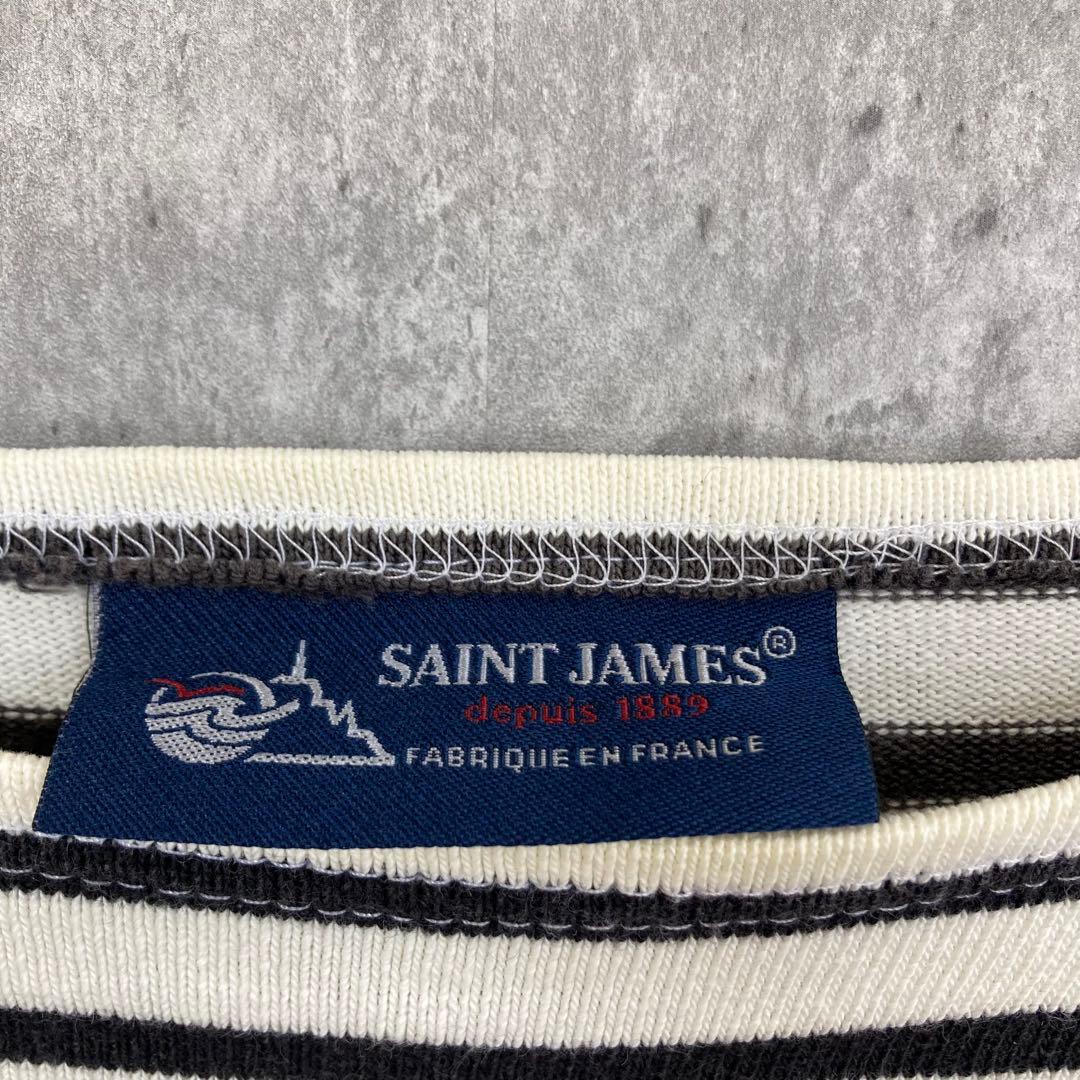 SAINT JAMES®
depuis 1889
FABRIQUE EN FRANCE